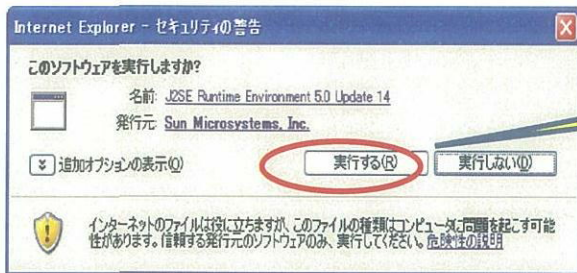 Internet Explorer - セキュリティの警告
このソフトウェアを実行しますか?
名前: J2SE Runtime Environment 5.0 Update 14
発行元: Sun Microsystems, Inc.
追加オプションの表示(O)
実行する(R)
実行しない(D)
インターネットのファイルは役に立ちますが、このファイルの種類はコンピュータに問題を起こす可能
性があります。信頼する発行元のソフトウェアのみ、実行してください。危険性の説明